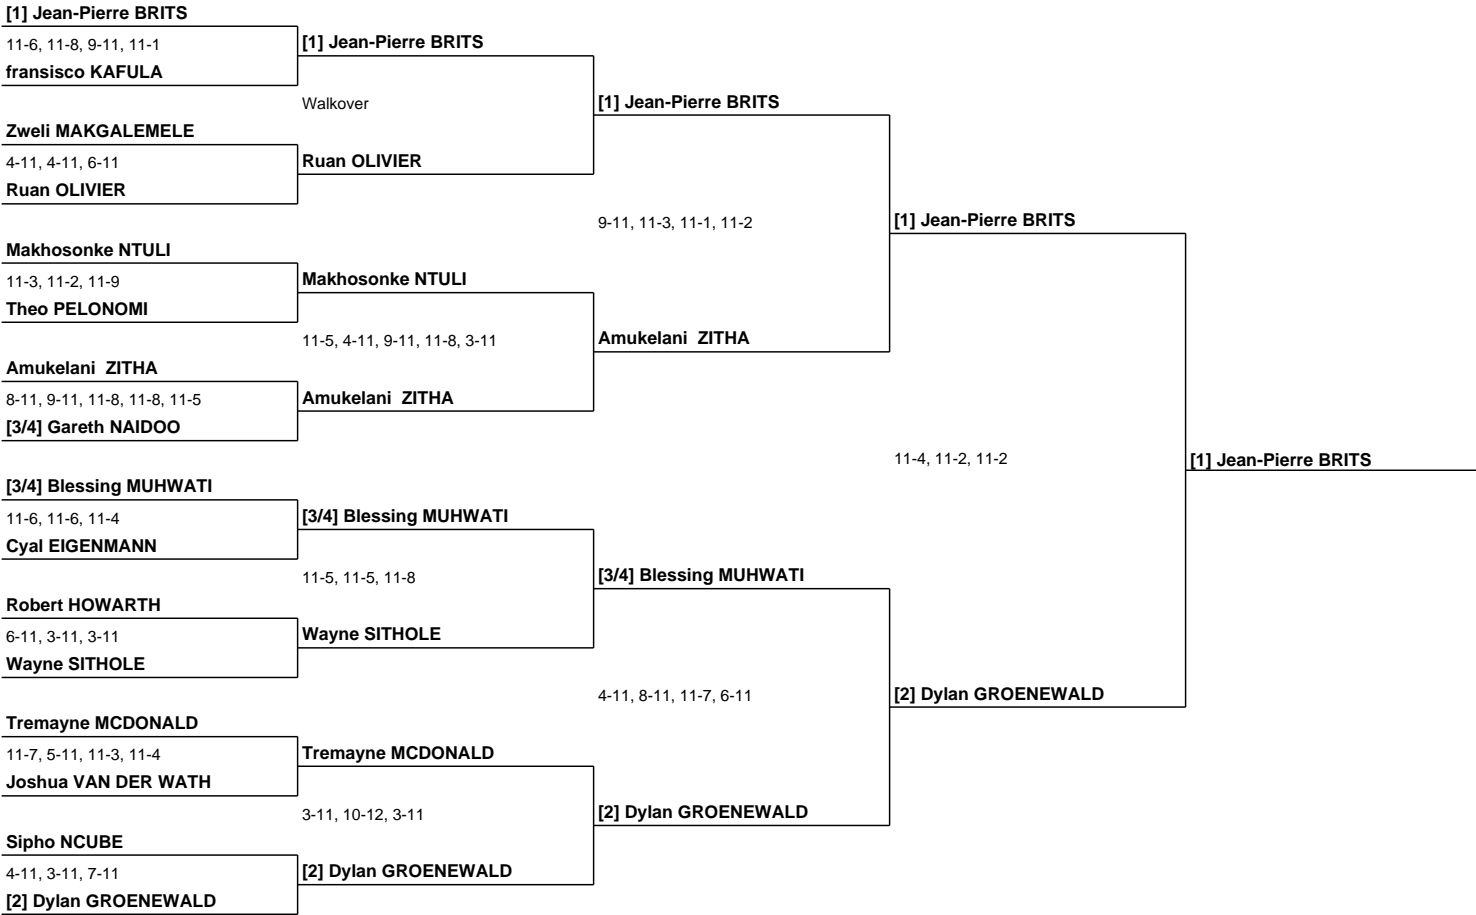 [1] Jean-Pierre BRITS
11-6, 11-8, 9-11, 11-1
fransisco KAFULA
Zweli MAKGALEMELE
4-11, 4-11, 6-11
Ruan OLIVIER
Makhosonke NTULI
11-3, 11-2, 11-9
Theo PELONOMI
Amukelani  ZITHA
8-11, 9-11, 11-8, 11-8, 11-5
[3/4] Gareth NAIDOO
[3/4] Blessing MUHWATI
11-6, 11-6, 11-4
Cyal EIGENMANN
Robert HOWARTH
6-11, 3-11, 3-11
Wayne SITHOLE
Tremayne MCDONALD
11-7, 5-11, 11-3, 11-4
Joshua VAN DER WATH
Sipho NCUBE
4-11, 3-11, 7-11
[2] Dylan GROENEWALD
[1] Jean-Pierre BRITS
Walkover
Ruan OLIVIER
Makhosonke NTULI
11-5, 4-11, 9-11, 11-8, 3-11
Amukelani  ZITHA
[3/4] Blessing MUHWATI
11-5, 11-5, 11-8
Wayne SITHOLE
Tremayne MCDONALD
3-11, 10-12, 3-11
[2] Dylan GROENEWALD
[1] Jean-Pierre BRITS
9-11, 11-3, 11-1, 11-2
Amukelani  ZITHA
[3/4] Blessing MUHWATI
4-11, 8-11, 11-7, 6-11
[2] Dylan GROENEWALD
[1] Jean-Pierre BRITS
11-4, 11-2, 11-2
[2] Dylan GROENEWALD
[1] Jean-Pierre BRITS